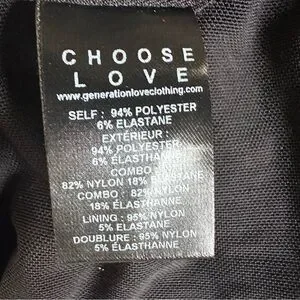 CHOOSE
LOVE
www.generationloveclothing.com
SELF : 94% POLYESTER
6% ELASTANE
EXTÉRIEUR :
94% POLYESTER
6% ÉLASTHANNE
COMBO :
82% NYLON 18% ELASTANE
COMBO : 82% NYLON
18% ÉLASTHANNE
LINING : 95% NYLON
5% ELASTANE
DOUBLURE : 95% NYLON
5% ÉLASTHANNE